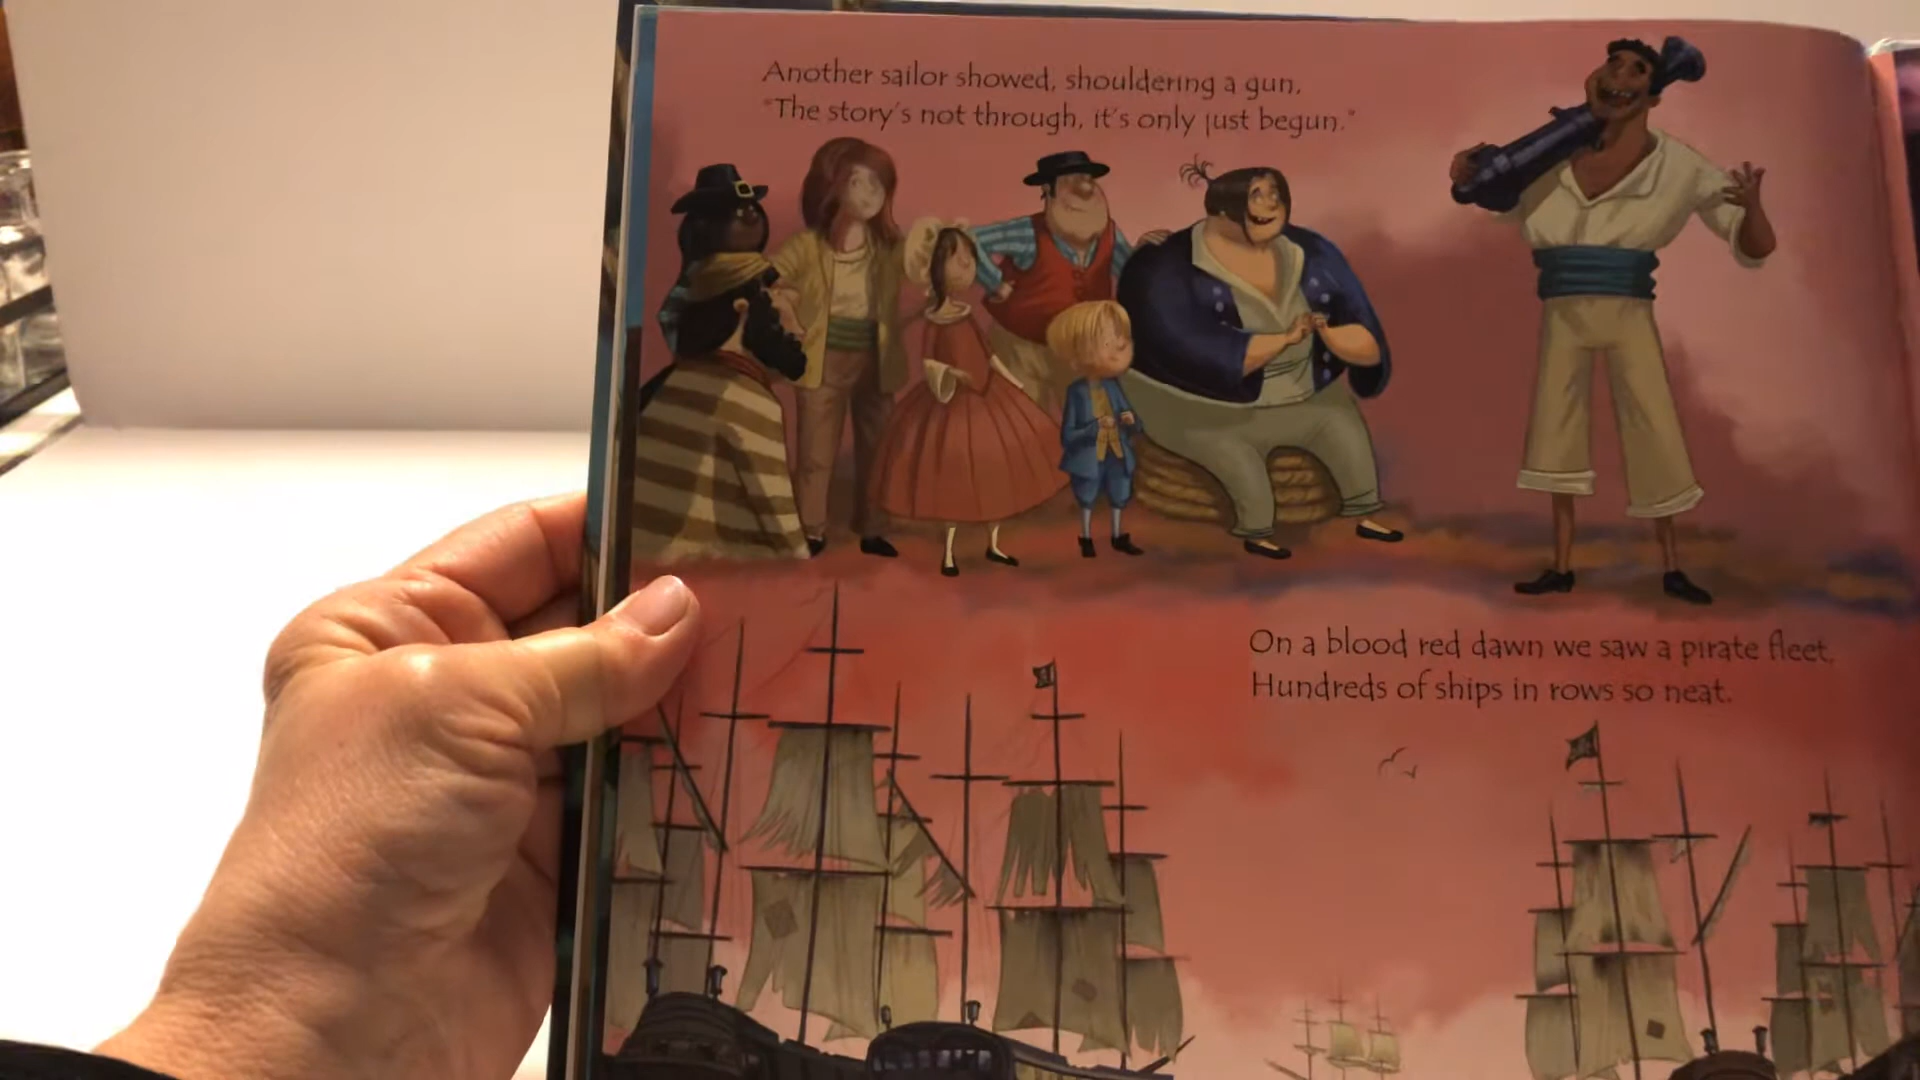 Another sailor showed, shouldering a gun,
"The story's not through, it's only just begun."
On a blood red dawn we saw a pirate fleet,
Hundreds of ships in rows so neat.